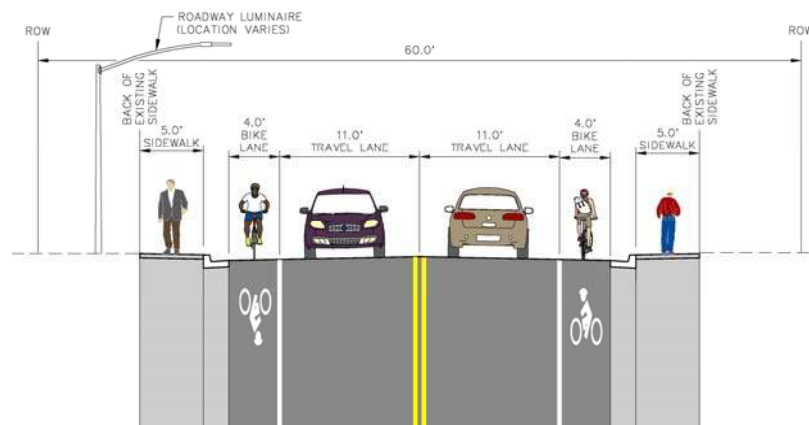 ROADWAY LUMINAIRE
(LOCATION VARIES)
ROW
ROW
60.0'
BACK OF
EXISTING
SIDEWALK
5.0'
SIDEWALK
4.0'
BIKE
LANE
11.0'
TRAVEL LANE
11.0'
TRAVEL LANE
4.0'
BIKE
LANE
5.0'
SIDEWALK
BACK OF
EXISTING
SIDEWALK